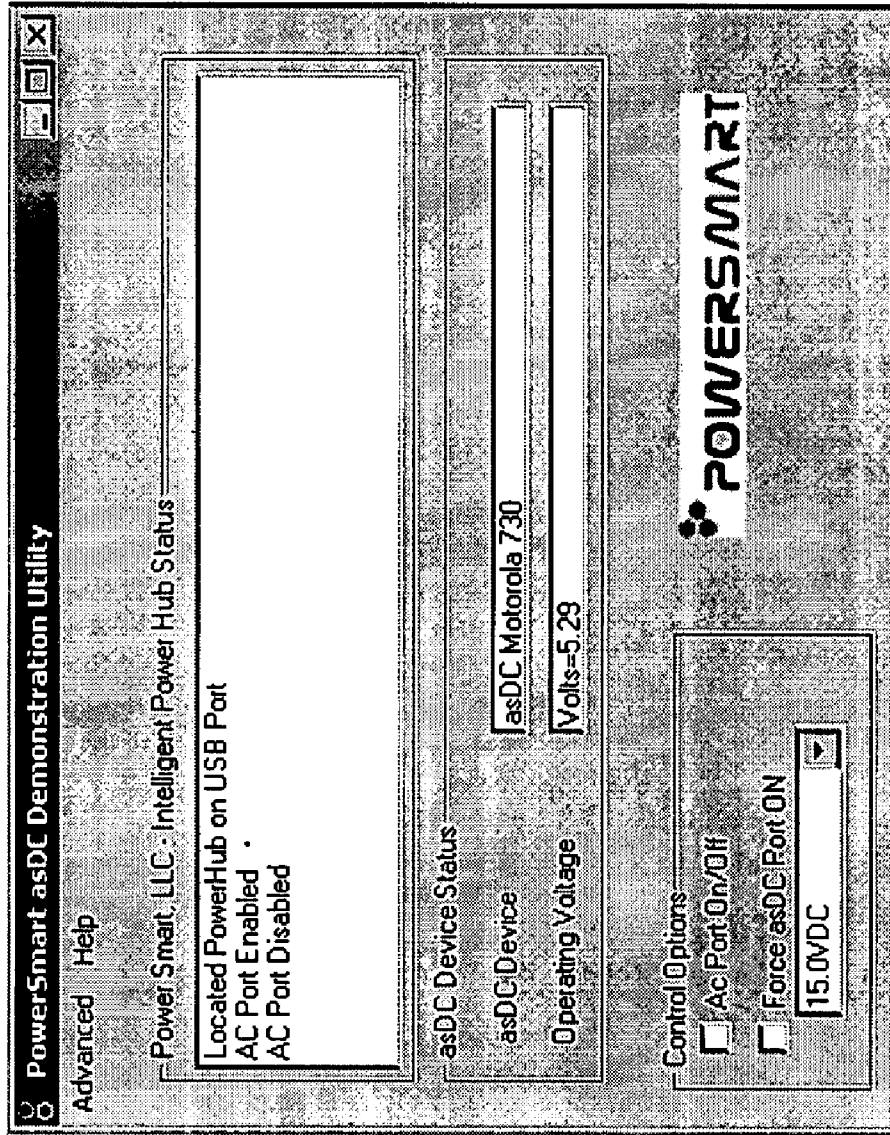 PowerSmart asDC Demonstration Utility
Advanced Help
Power Smart, LLC - Intelligent Power Hub Status
Located PowerHub on USB Port
AC Port Enabled
AC Port Disabled
asDC Device Status
asDC Device
asDC Motorola 730
Operating Voltage
Volts=5.29
Control Options
Ac Port On/Off
Force asDC Port ON
15.0VDC
POWERSMART